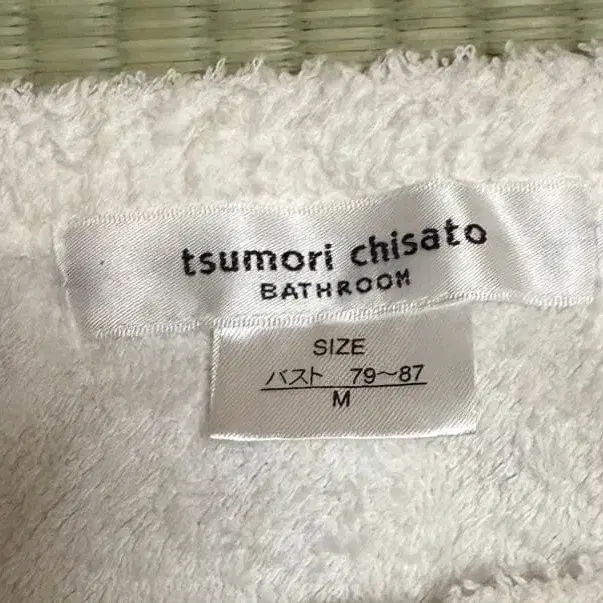 tsumori chisato
BATHROOM
SIZE
バスト 79〜87
M